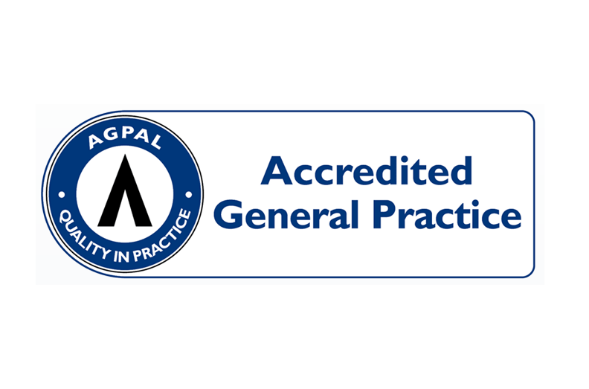 AGPAL
QUALITY IN PRACTICE
Accredited
General Practice